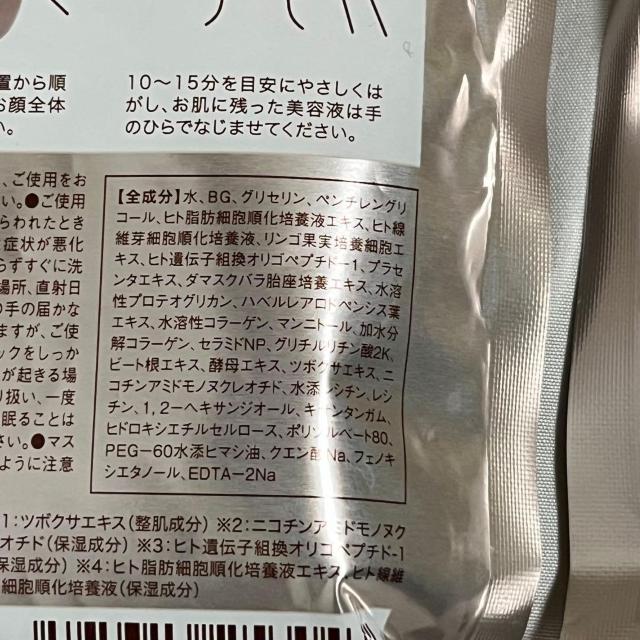 置から順
お顔全体
い。
10〜15分を目安にやさしくは
がし、お肌に残った美容液は手
のひらでなじませてください。
、ご使用をお
い。●ご使用
らわれたとき
症状が悪化
らずすぐに洗
場所、直射日
の手の届かな
ますが、ご使
ックをしっか
が起きる場
り扱い、一度
眠ることは
さい。●マス
ように注意
【全成分】水、BG、グリセリン、ペンチレングリ
コール、ヒト脂肪細胞順化培養液エキス、ヒト線
維芽細胞順化培養液、リンゴ果実培養細胞エ
キス、ヒト遺伝子組換オリゴペプチド-1、プラセ
ンタエキス、ダマスクバラ胎座培養エキス、水溶
性プロテオグリカン、ハベルレアロドペンシス葉
エキス、水溶性コラーゲン、マンニトール、加水分
解コラーゲン、セラミドNP、グリチルリチン酸2K、
ビート根エキス、酵母エキス、ツボクサエキス、ニ
コチンアミドモノヌクレオチド、水添レシチン、レシ
チン、1,2-ヘキサンジオール、キサンタンガム、
ヒドロキシエチルセルロース、ポリソルベート80、
PEG-60水添ヒマシ油、クエン酸Na、フェノキ
シエタノール、EDTA-2Na
1:ツボクサエキス(整肌成分) ※2:ニコチンアミドモノヌク
レオチド(保湿成分) ※3:ヒト遺伝子組換オリゴペプチド-1
保湿成分) ※4:ヒト脂肪細胞順化培養液エキス、ヒト線維
細胞順化培養液(保湿成分)